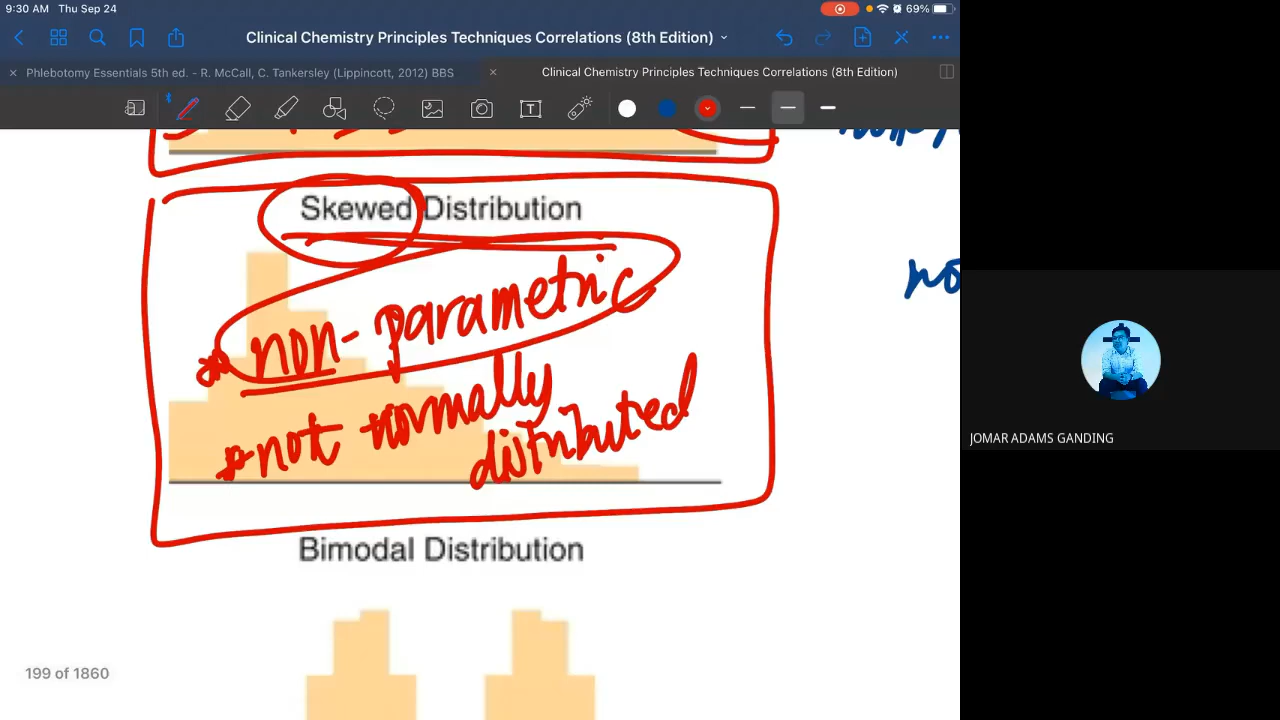 9:30 AM Thu Sep 24
69%
Clinical Chemistry Principles Techniques Correlations (8th Edition)
Phlebotomy Essentials 5th ed. - R. McCall, C. Tankersley (Lippincott, 2012) BBS
Clinical Chemistry Principles Techniques Correlations (8th Edition)
T
Skewed Distribution
non-parametric
not normally
distributed
no
Bimodal Distribution
199 of 1860
JOMAR ADAMS GANDING